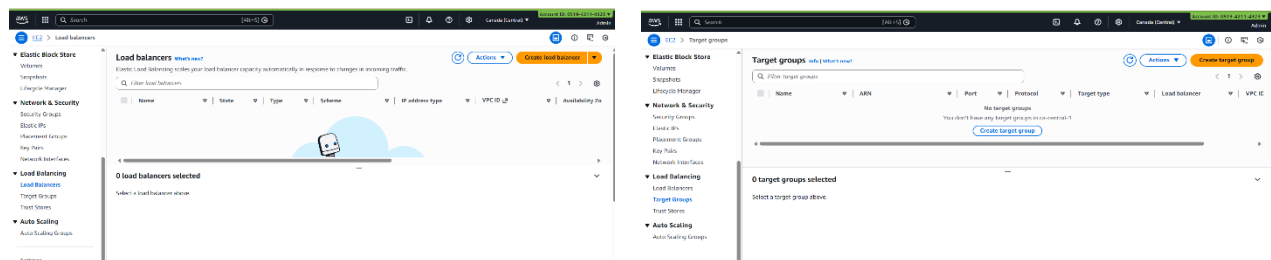 aws
Search
[Alt+S]
Canada (Central)
Admin
EC2 > Load balancers
Elastic Block Store
Volumes
Snapshots
Lifecycle Manager
Network & Security
Security Groups
Elastic IPs
Placement Groups
Key Pairs
Network Interfaces
Load Balancing
Load Balancers
Target Groups
Trust Stores
Auto Scaling
Auto Scaling Groups
Load balancers What's new?
Actions
Create load balancer
Elastic Load Balancing scales your load balancer capacity automatically in response to changes in incoming traffic.
Filter load balancers
1
Name State Type Scheme IP address type VPC ID Availability Zo
0 load balancers selected
Select a load balancer above.
aws
Search
[Alt+S]
Canada (Central)
Admin
EC2 > Target groups
Elastic Block Store
Volumes
Snapshots
Lifecycle Manager
Network & Security
Security Groups
Elastic IPs
Placement Groups
Key Pairs
Network Interfaces
Load Balancing
Load Balancers
Target Groups
Trust Stores
Auto Scaling
Auto Scaling Groups
Target groups Info | What's new?
Actions
Create target group
Filter target groups
1
Name ARN Port Protocol Target type Load balancer VPC ID
No target groups
You don't have any target groups in ca-central-1
Create target group
0 target groups selected
Select a target group above.